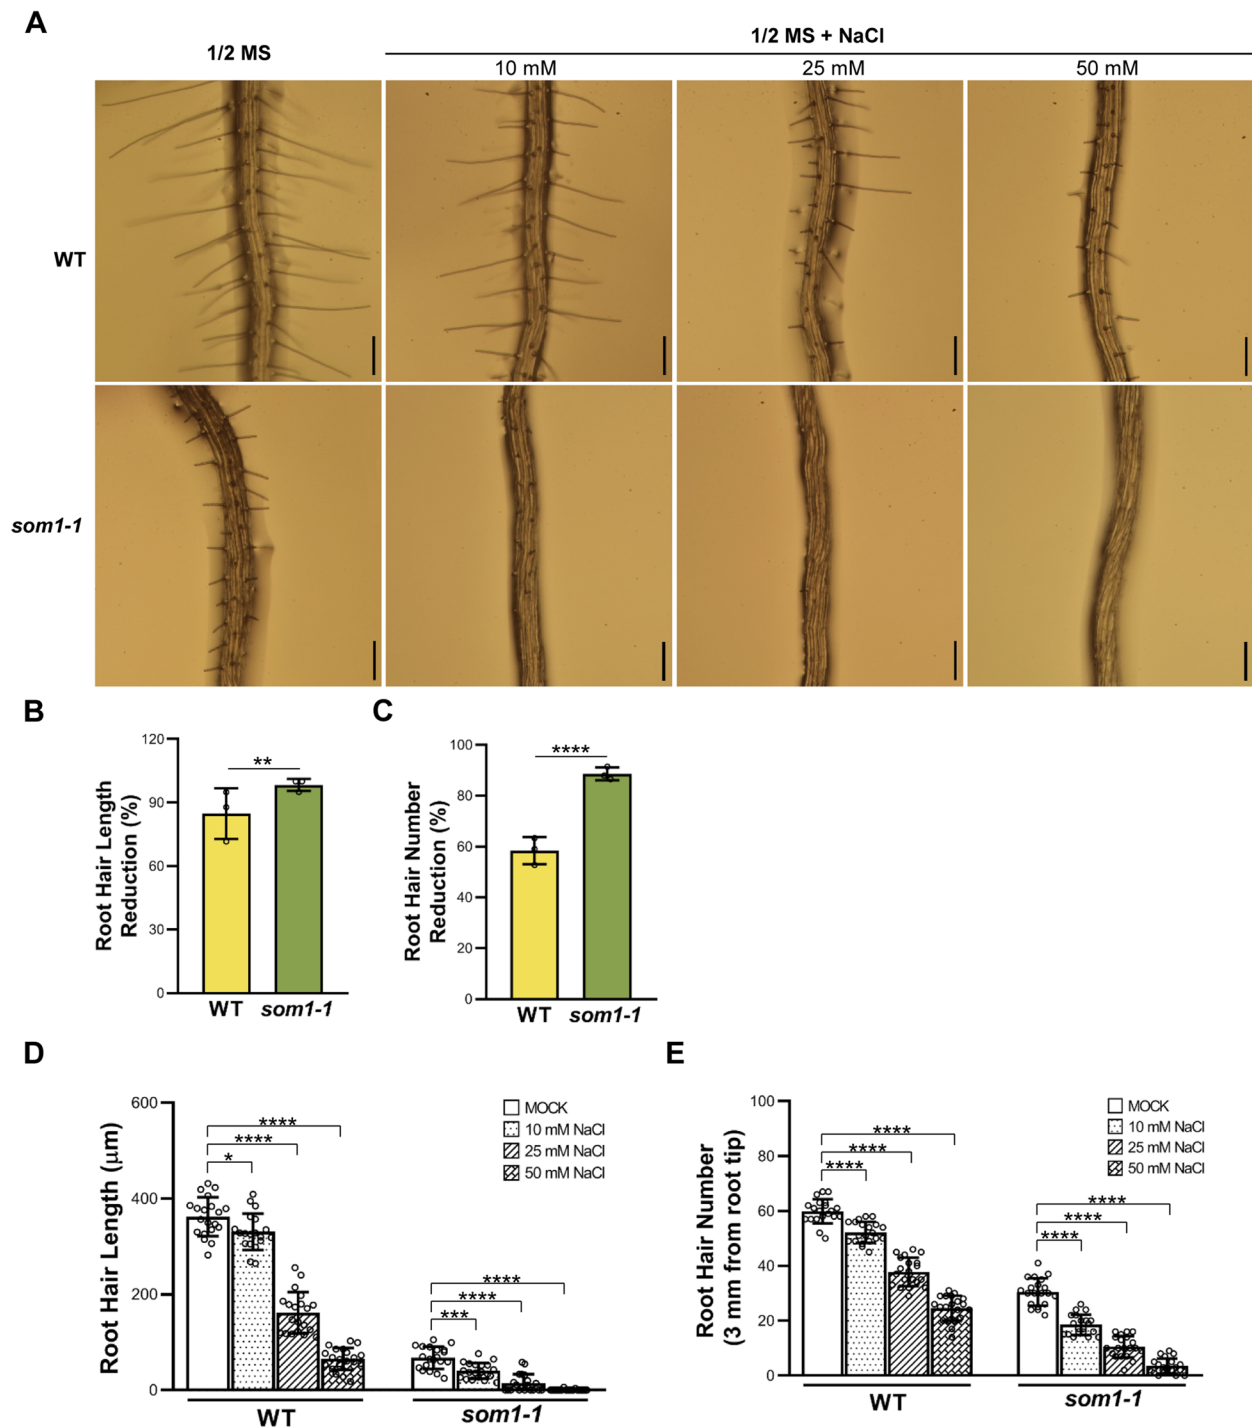 A
1/2 MS
1/2 MS + NaCl
10 mM
25 mM
50 mM
WT
som1-1
B
Root Hair Length
Reduction (%)
120
90
60
30
0
**
WT
som1-1
C
Root Hair Number
Reduction (%)
100
80
60
40
20
0
****
WT
som1-1
D
Root Hair Length (μm)
600
400
200
0
MOCK
10 mM NaCl
25 mM NaCl
50 mM NaCl
****
****
*
****
****
***
WT
som1-1
E
Root Hair Number
(3 mm from root tip)
100
80
60
40
20
0
MOCK
10 mM NaCl
25 mM NaCl
50 mM NaCl
****
****
****
****
****
****
WT
som1-1